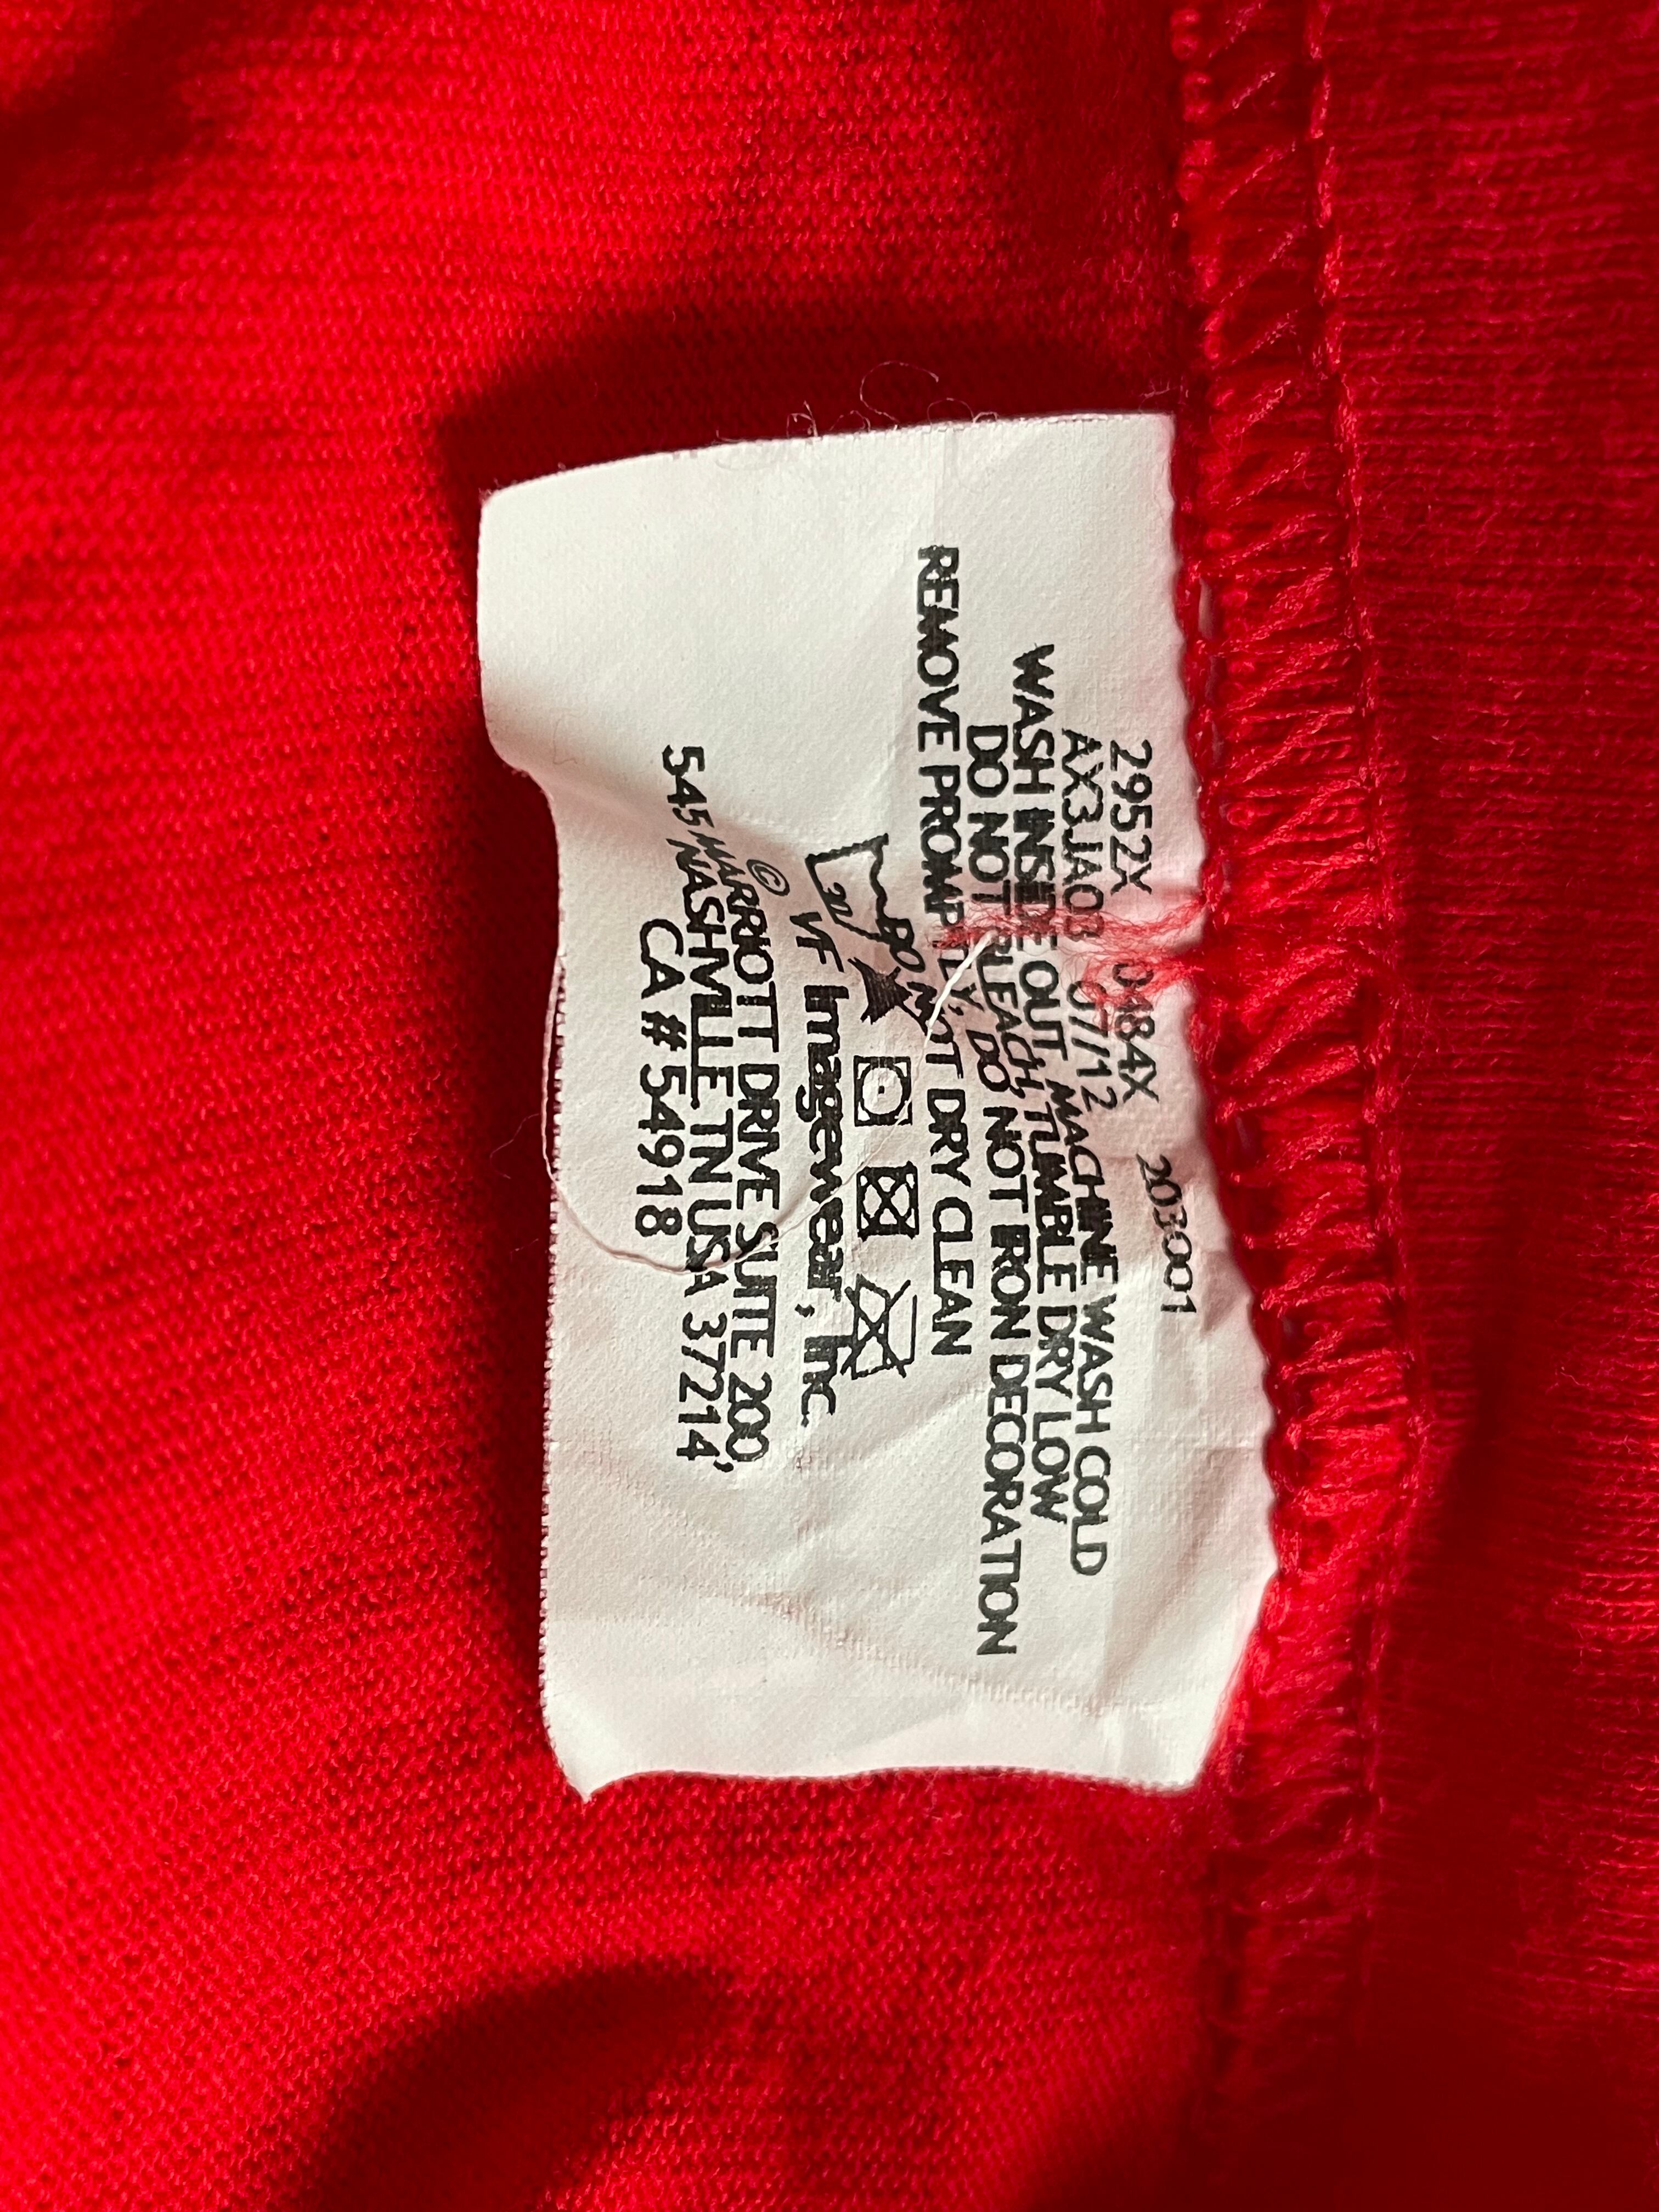 2952X 0484X 203001
AX3JA03 07/12
WASH INSIDE OUT MACHINE WASH COLD
DO NOT BLEACH, TUMBLE DRY LOW
REMOVE PROMPTLY, DO NOT IRON DECORATION
DO NOT DRY CLEAN
© VF Imagewear, Inc.
545 MARRIOTT DRIVE SUITE 200
NASHVILLE TN USA 37214
CA # 54918